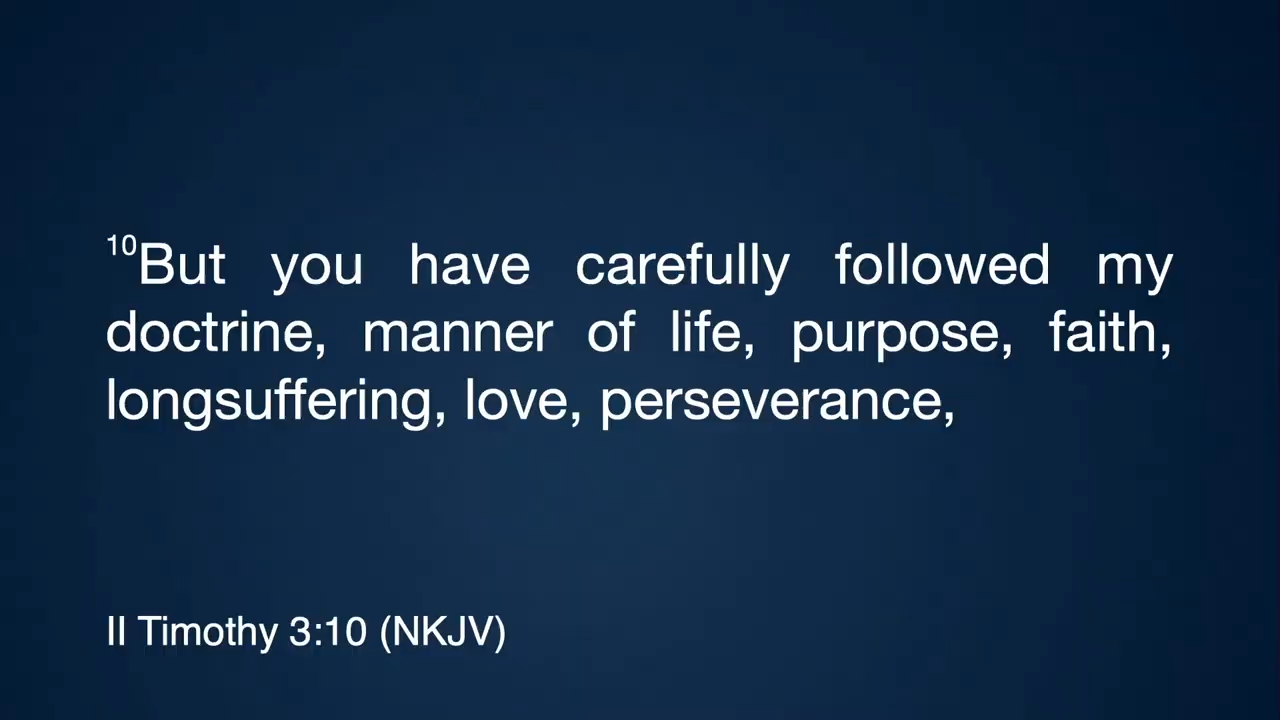 10But you have carefully followed my
doctrine, manner of life, purpose, faith,
longsuffering, love, perseverance,
II Timothy 3:10 (NKJV)